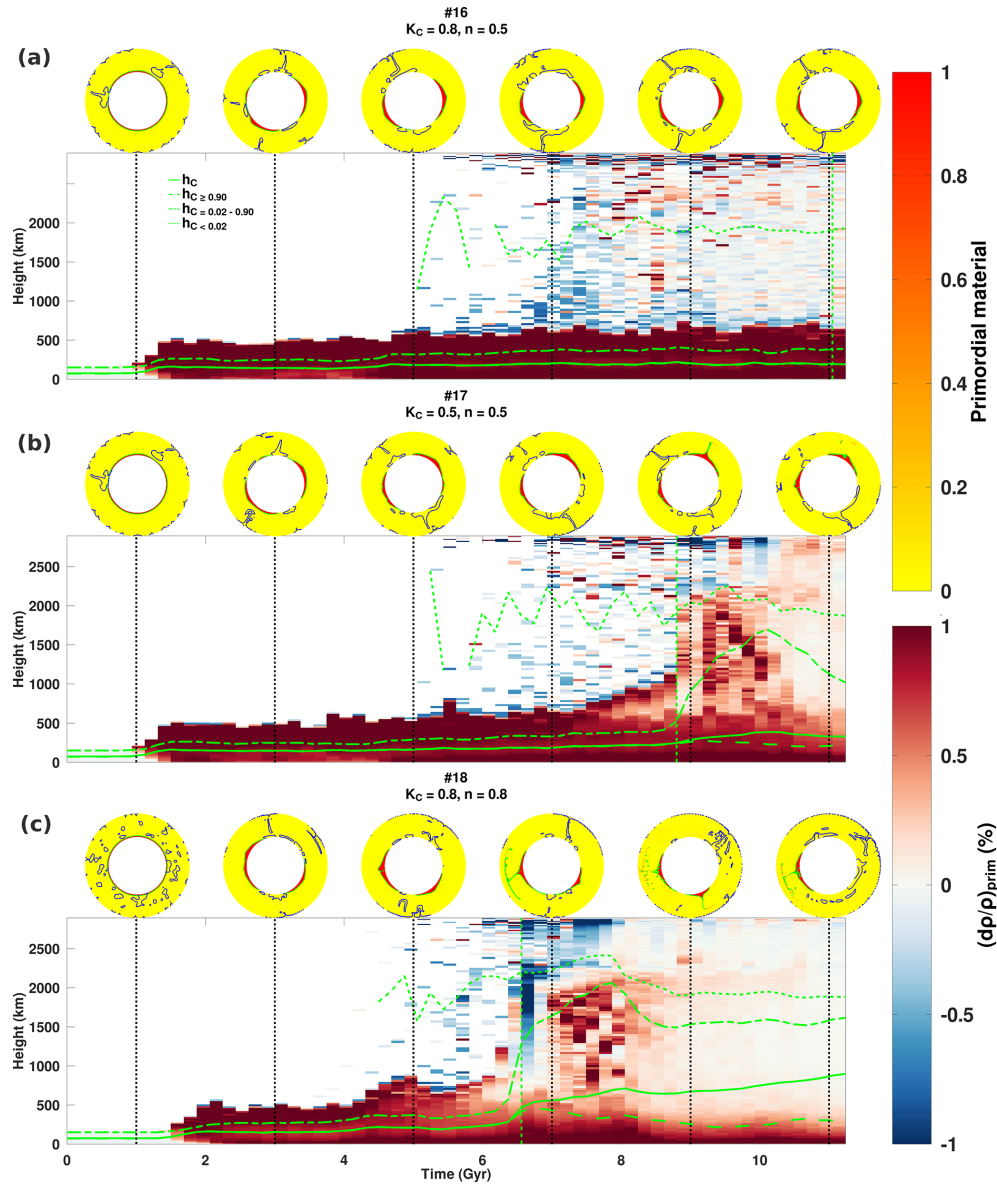 #16
K_C = 0.8, n = 0.5
(a)
h_C
h_C ≥ 0.90
h_C = 0.02 - 0.90
h_C < 0.02
Height (km)
2000
1500
1000
500
0
#17
K_C = 0.5, n = 0.5
(b)
Height (km)
2500
2000
1500
1000
500
0
#18
K_C = 0.8, n = 0.8
(c)
Height (km)
2500
2000
1500
1000
500
0
0
2
4
6
8
10
Time (Gyr)
1
0.8
0.6
0.4
0.2
0
Primordial material
1
0.5
0
-0.5
-1
(dρ/ρ)prim (%)